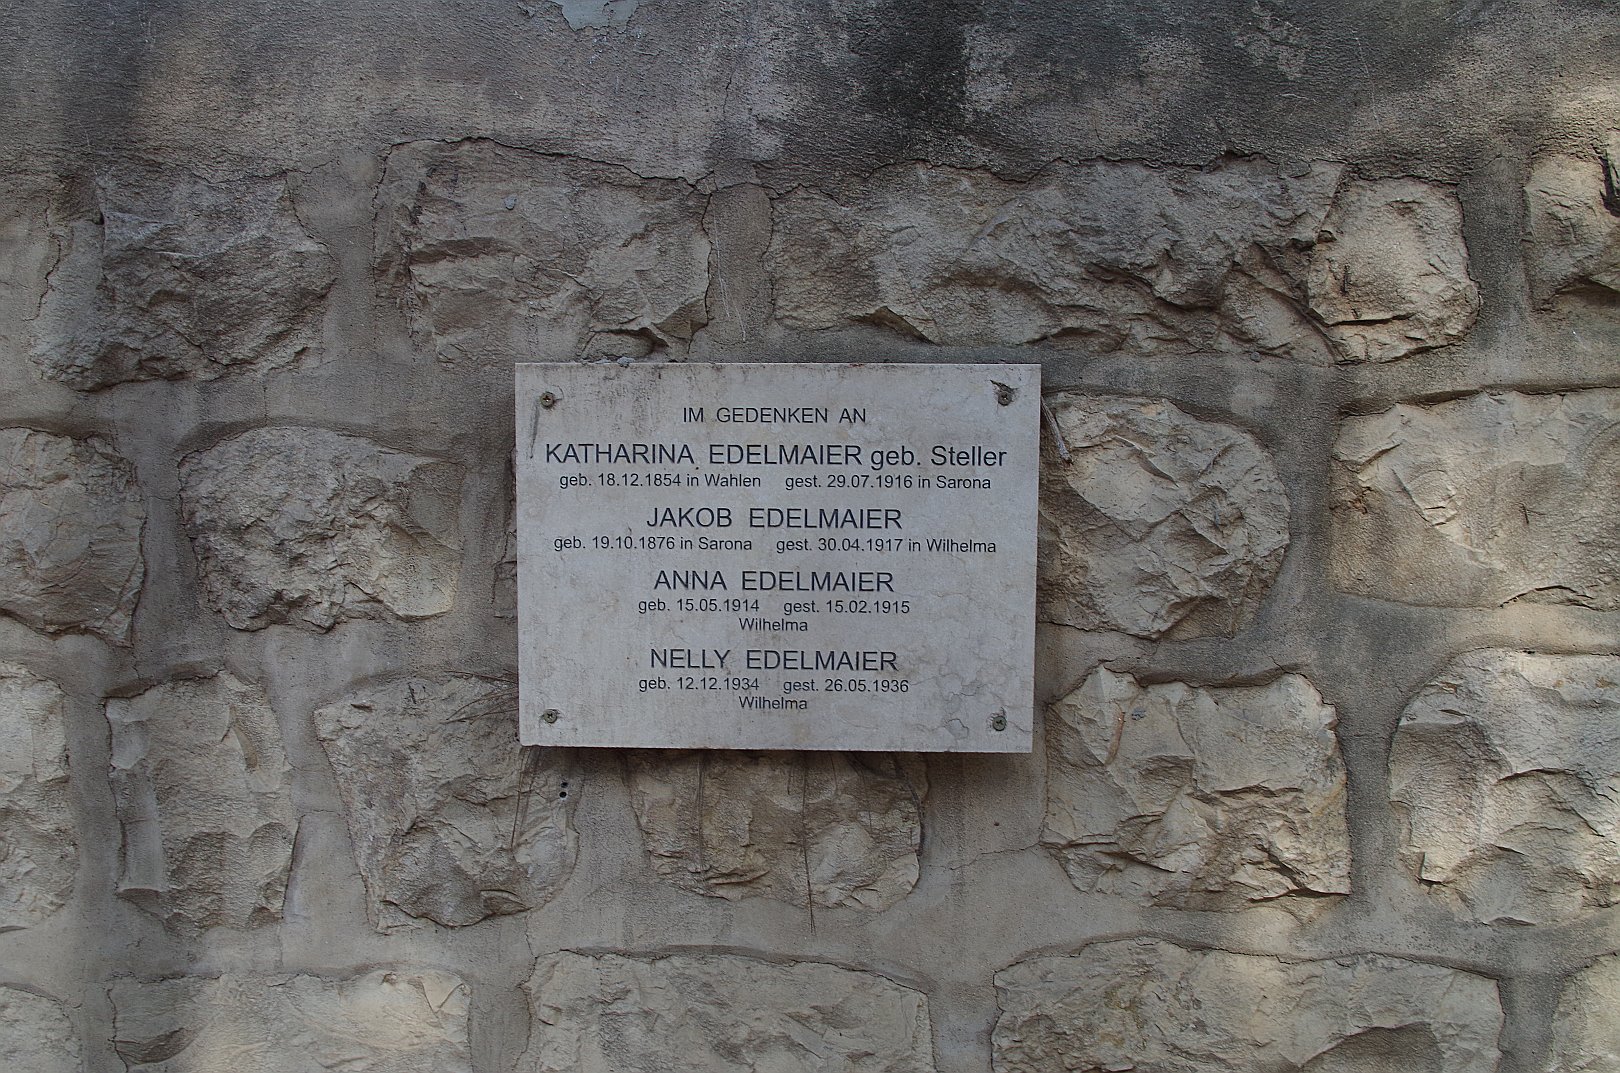 IM GEDENKEN AN
KATHARINA EDELMAIER geb. Steller
geb. 18.12.1854 in Wahlen gest. 29.07.1916 in Sarona
JAKOB EDELMAIER
geb. 19.10.1876 in Sarona gest. 30.04.1917 in Wilhelma
ANNA EDELMAIER
geb. 15.05.1914 gest. 15.02.1915
Wilhelma
NELLY EDELMAIER
geb. 12.12.1934 gest. 26.05.1936
Wilhelma